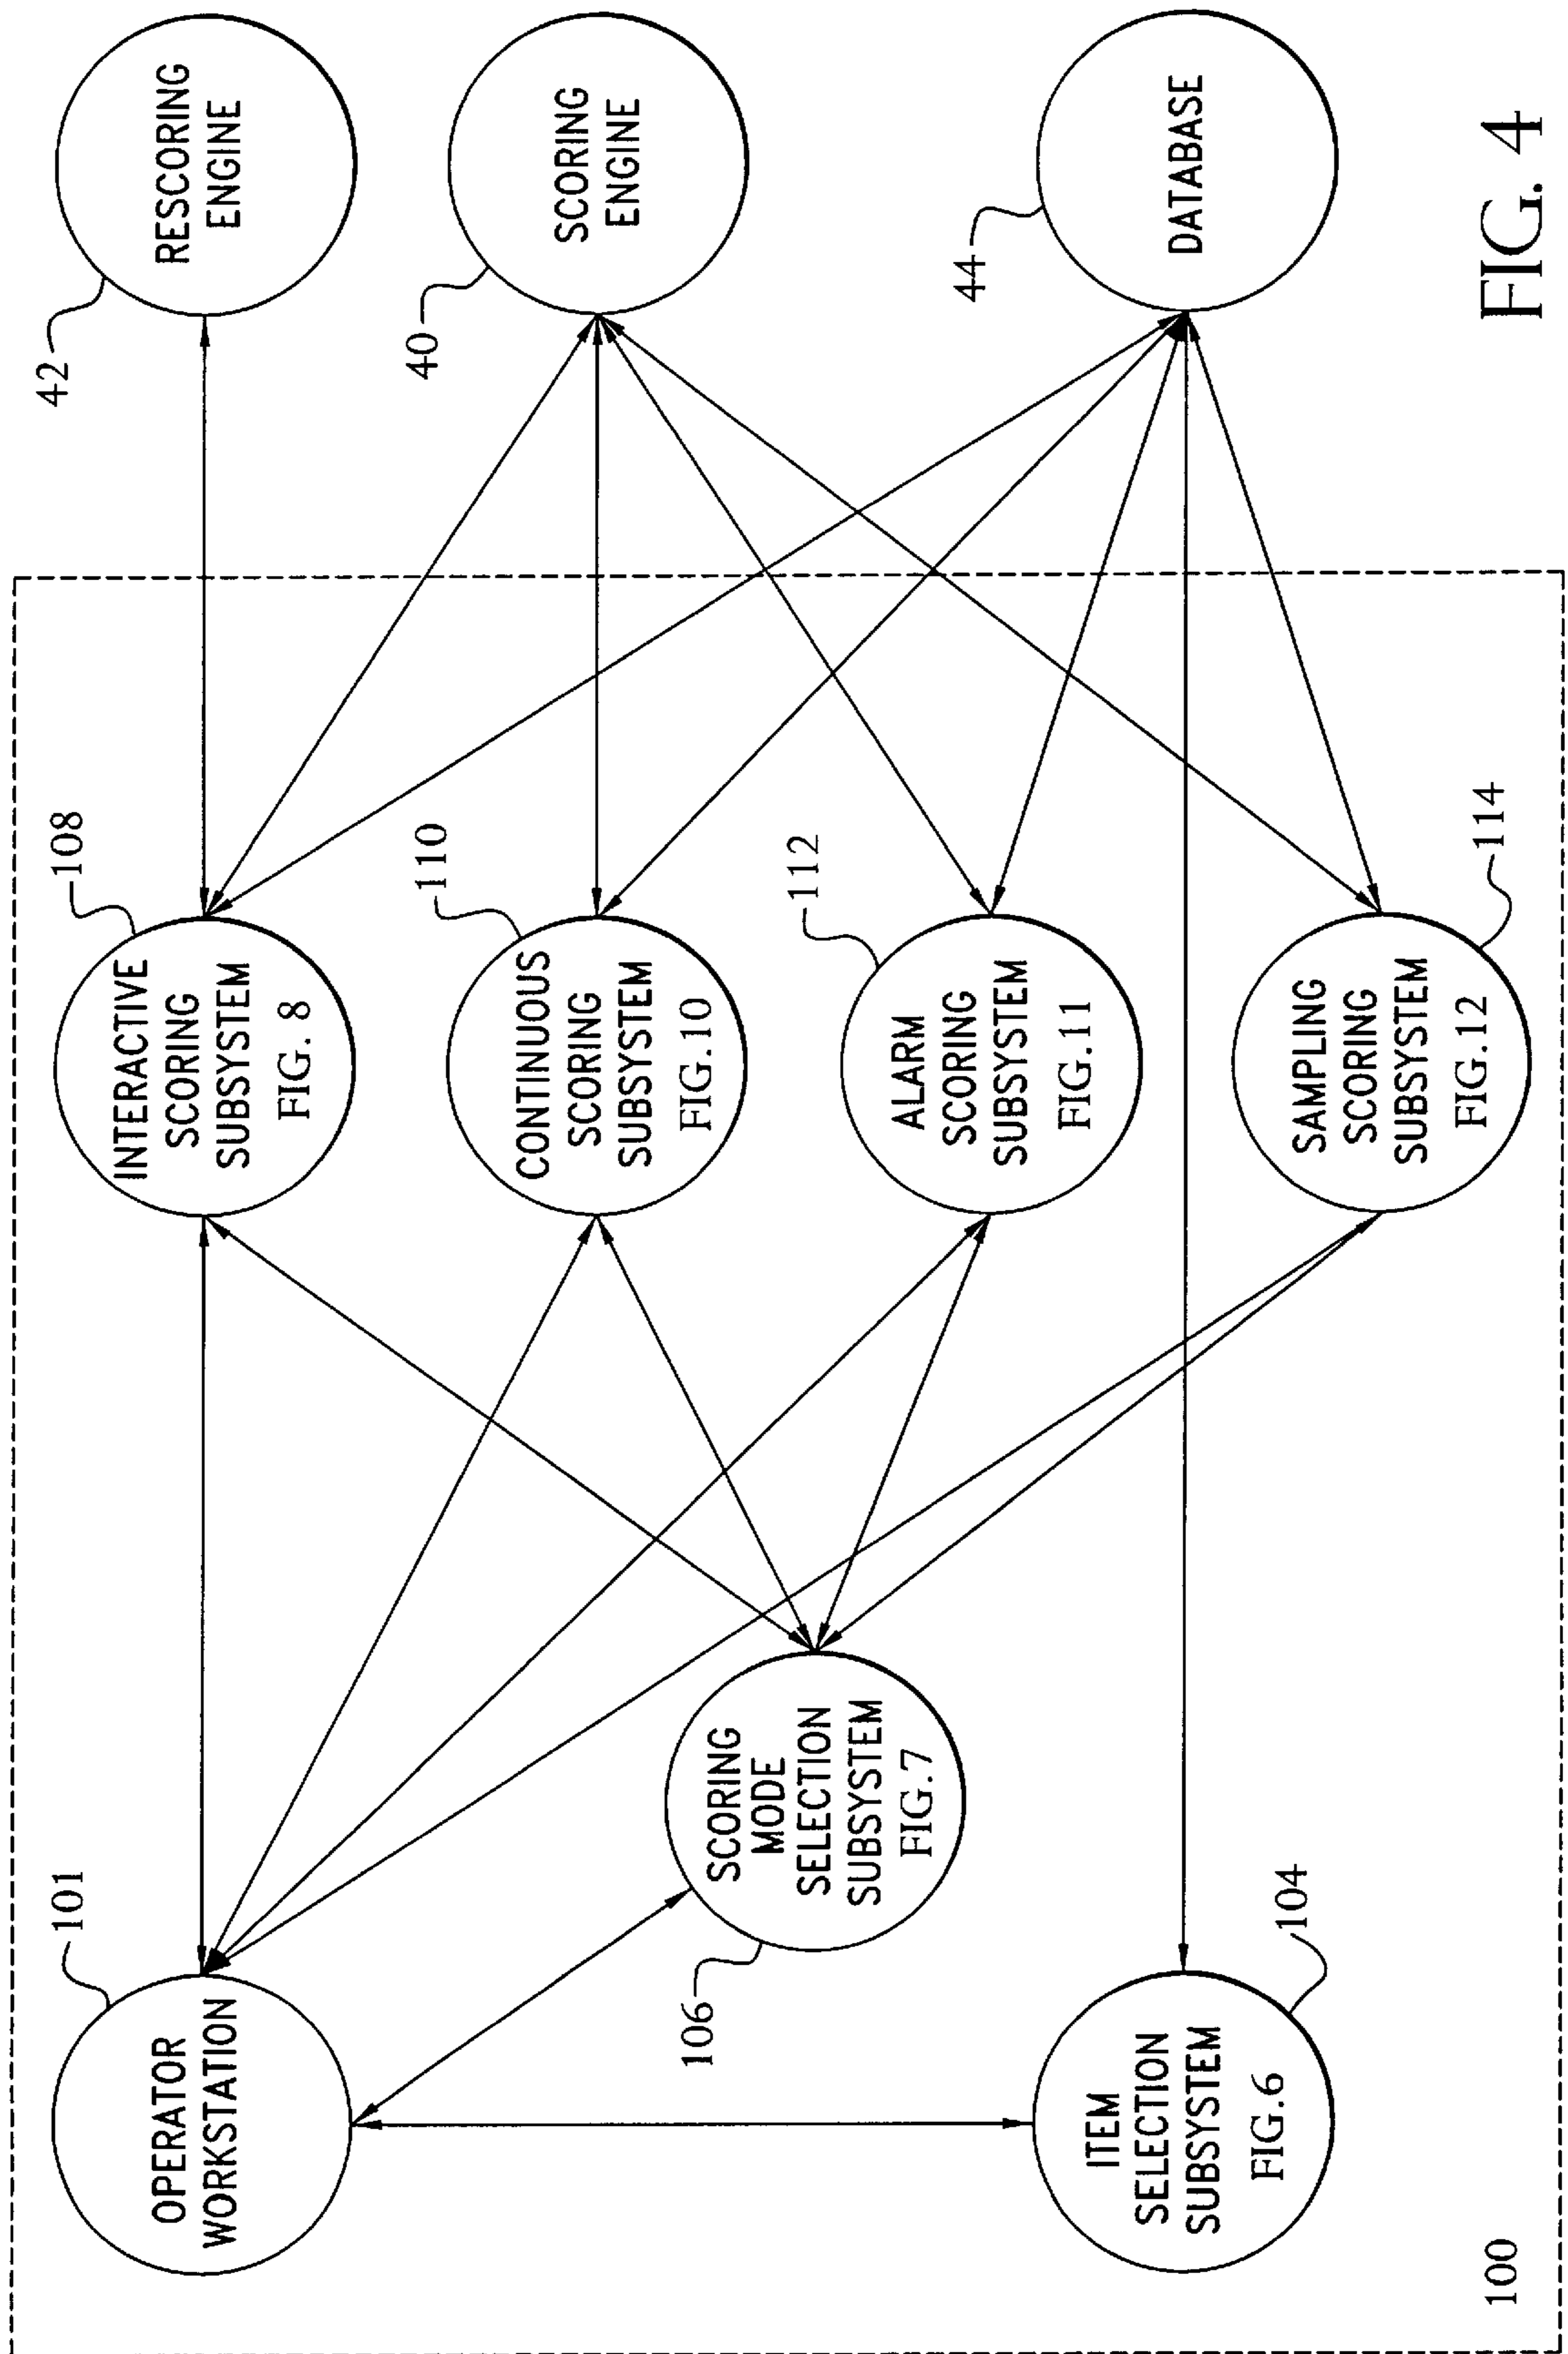 101
OPERATOR
WORKSTATION
108
INTERACTIVE
SCORING
SUBSYSTEM
FIG. 8
42
RESCORING
ENGINE
110
CONTINUOUS
SCORING
SUBSYSTEM
FIG.10
40
SCORING
ENGINE
106
SCORING
MODE
SELECTION
SUBSYSTEM
FIG.7
112
ALARM
SCORING
SUBSYSTEM
FIG.11
104
ITEM
SELECTION
SUBSYSTEM
FIG.6
44
DATABASE
114
SAMPLING
SCORING
SUBSYSTEM
FIG.12
100
FIG. 4